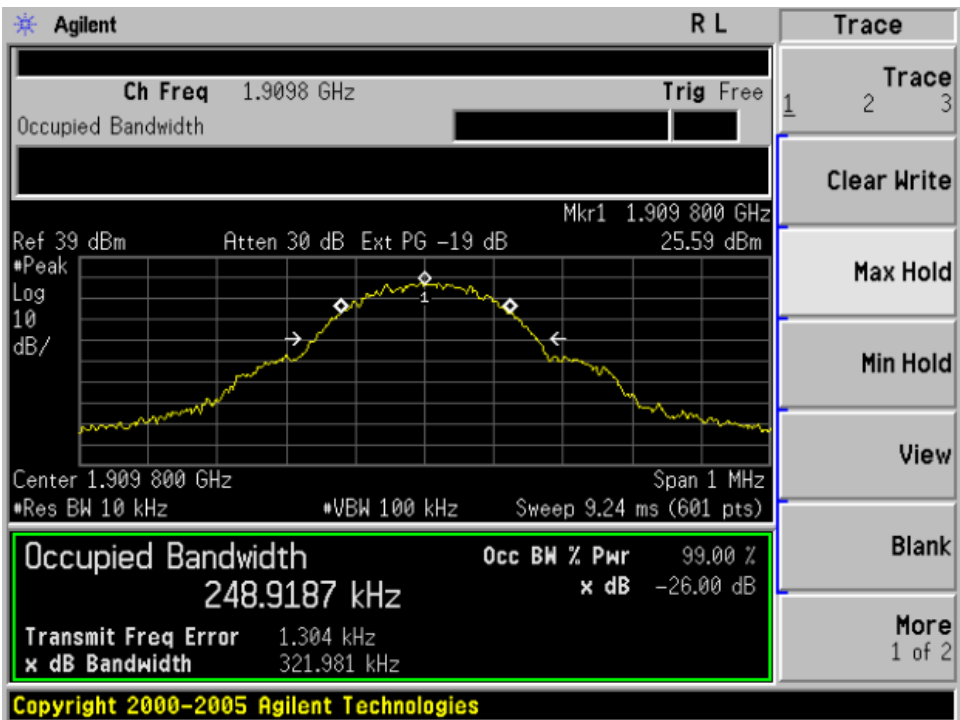 Agilent R L Trace
Ch Freq 1.9098 GHz Trig Free
Occupied Bandwidth
Trace
1 2 3
Clear Write
Max Hold
Min Hold
View
Blank
More
1 of 2
Mkr1 1.909 800 GHz
Ref 39 dBm Atten 30 dB Ext PG -19 dB 25.59 dBm
#Peak
Log
10
dB/
1
Center 1.909 800 GHz Span 1 MHz
#Res BW 10 kHz #VBW 100 kHz Sweep 9.24 ms (601 pts)
Occupied Bandwidth Occ BW % Pwr 99.00 %
248.9187 kHz x dB -26.00 dB
Transmit Freq Error 1.304 kHz
x dB Bandwidth 321.981 kHz
Copyright 2000-2005 Agilent Technologies